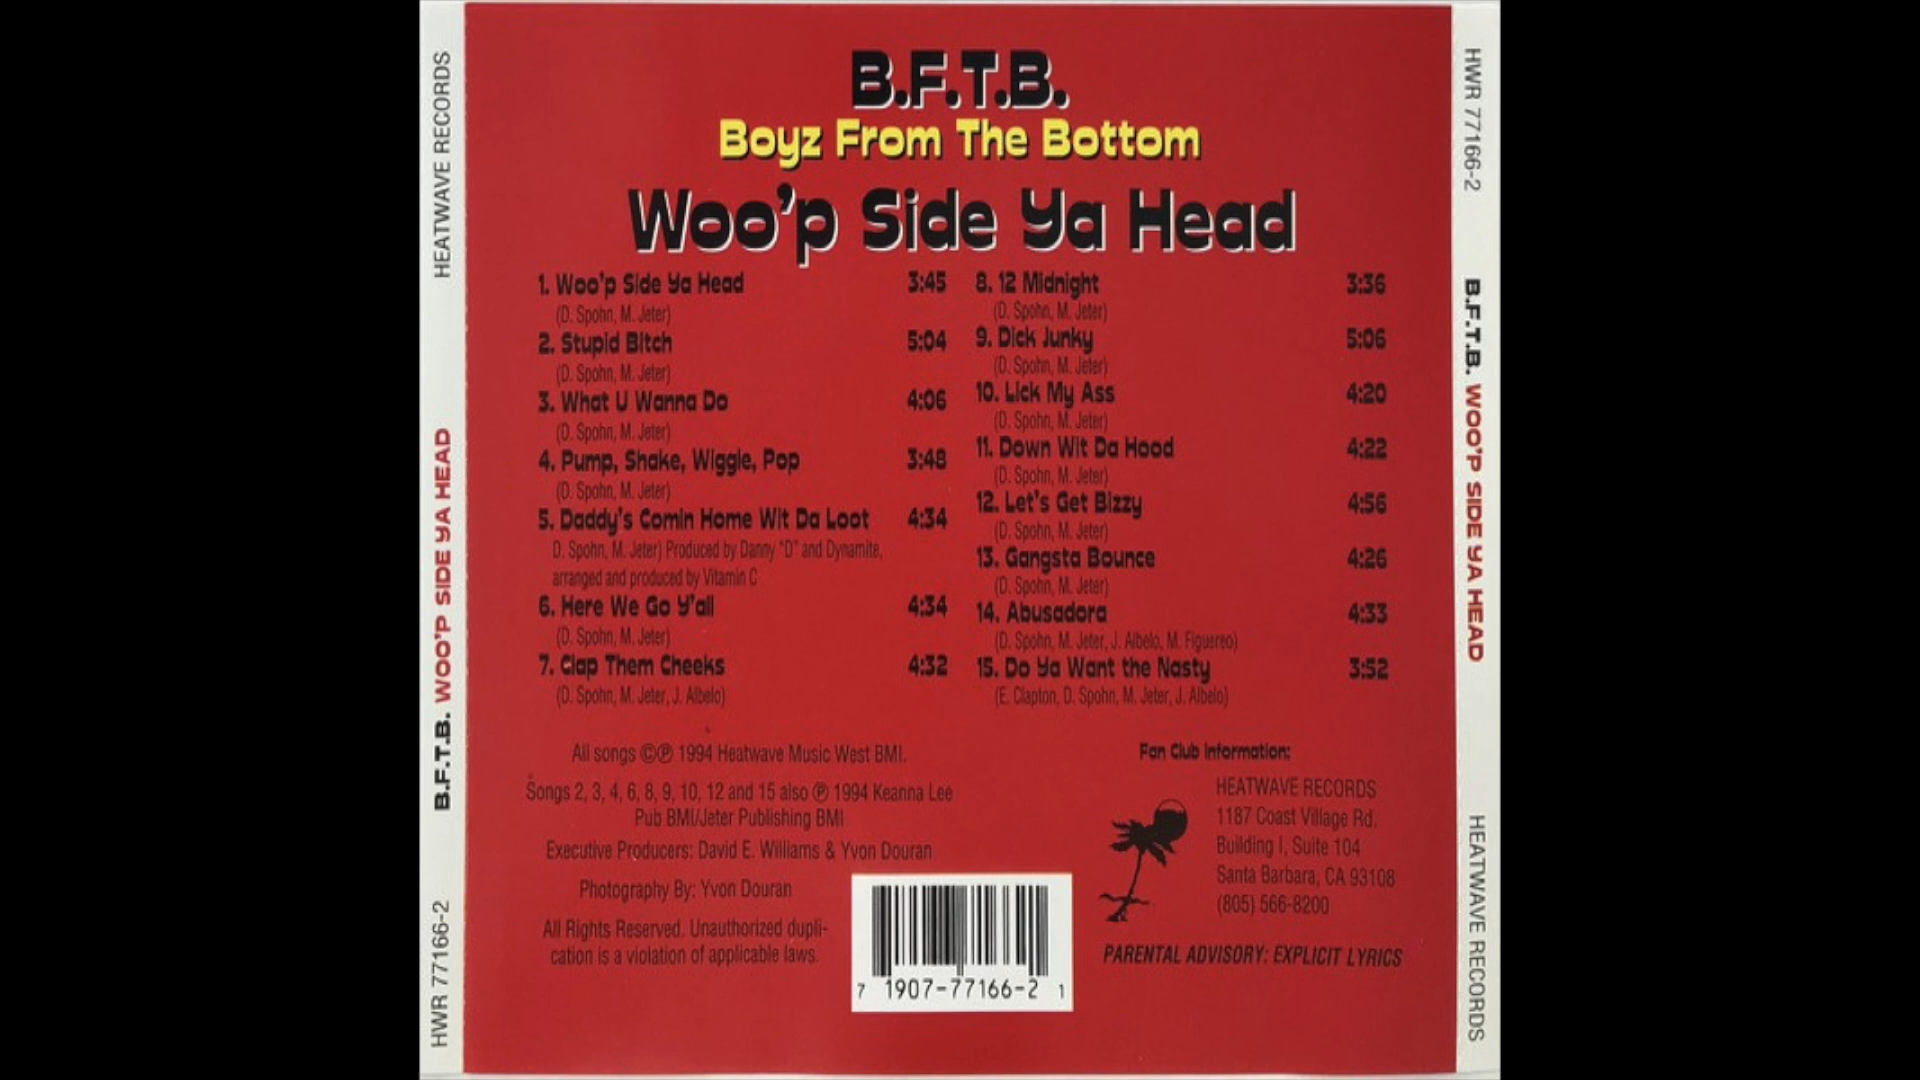 HEATWAVE RECORDS
B.F.T.B. WOO'P SIDE YA HEAD
HWR 77166-2
B.F.T.B.
Boyz From The Bottom
Woo'p Side Ya Head
1. Woo'p Side Ya Head 3:45
(D. Spohn, M. Jeter)
2. Stupid Bitch 5:04
(D. Spohn, M. Jeter)
3. What U Wanna Do 4:06
(D. Spohn, M. Jeter)
4. Pump, Shake, Wiggle, Pop 3:48
(D. Spohn, M. Jeter)
5. Daddy's Comin Home Wit Da Loot 4:34
D. Spohn, M. Jeter) Produced by Danny "D" and Dynamite,
arranged and produced by Vitamin C
6. Here We Go Y'all 4:34
(D. Spohn, M. Jeter)
7. Clap Them Cheeks 4:32
(D. Spohn, M. Jeter, J. Albelo)
8. 12 Midnight 3:36
(D. Spohn, M. Jeter)
9. Dick Junky 5:06
(D. Spohn, M. Jeter)
10. Lick My Ass 4:20
(D. Spohn, M. Jeter)
11. Down Wit Da Hood 4:22
(D. Spohn, M. Jeter)
12. Let's Get Bizzy 4:56
(D. Spohn, M. Jeter)
13. Gangsta Bounce 4:26
(D. Spohn, M. Jeter)
14. Abusadora 4:33
(D. Spohn, M. Jeter, J. Albelo, M. Figuereo)
15. Do Ya Want the Nasty 3:52
(E. Clapton, D. Spohn, M. Jeter, J. Albelo)
All songs ©℗ 1994 Heatwave Music West BMI.
Songs 2, 3, 4, 6, 8, 9, 10, 12 and 15 also ℗ 1994 Keanna Lee
Pub BMI/Jeter Publishing BMI
Executive Producers: David E. Williams & Yvon Douran
Photography By: Yvon Douran
All Rights Reserved. Unauthorized dupli-
cation is a violation of applicable laws.
7 1907-77166-2 1
Fan Club Information:
HEATWAVE RECORDS
1187 Coast Village Rd.
Building I, Suite 104
Santa Barbara, CA 93108
(805) 566-8200
PARENTAL ADVISORY: EXPLICIT LYRICS
HWR 77166-2
B.F.T.B. WOO'P SIDE YA HEAD
HEATWAVE RECORDS